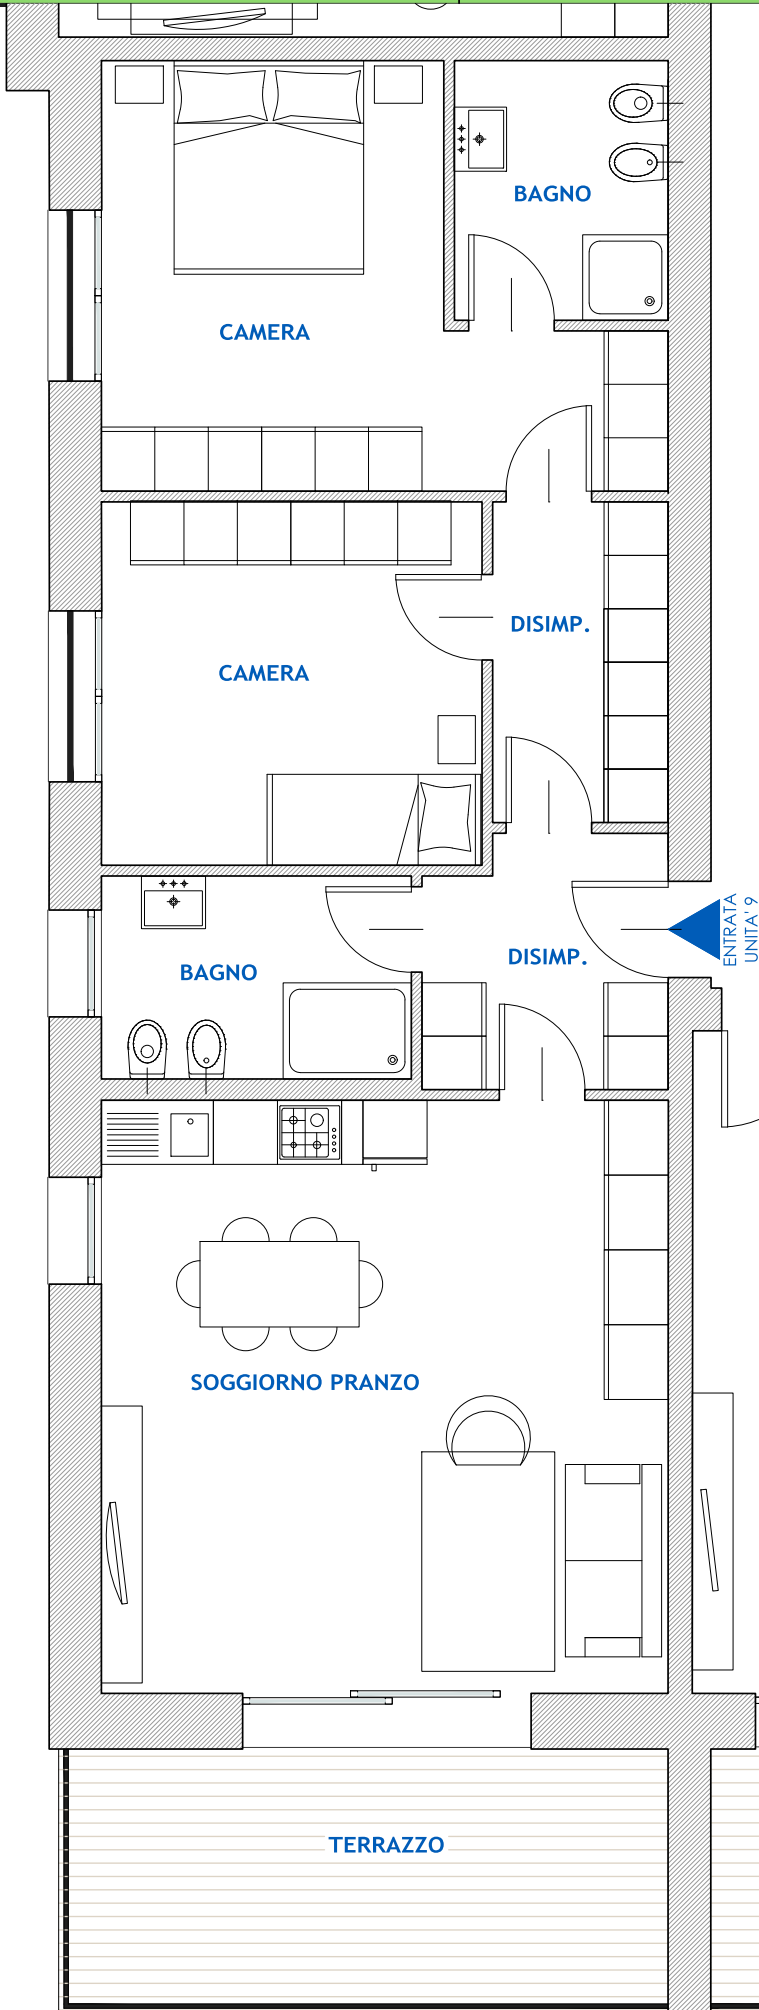 BAGNO
CAMERA
DISIMP.
CAMERA
ENTRATA
UNITA' 9
DISIMP.
BAGNO
SOGGIORNO PRANZO
TERRAZZO